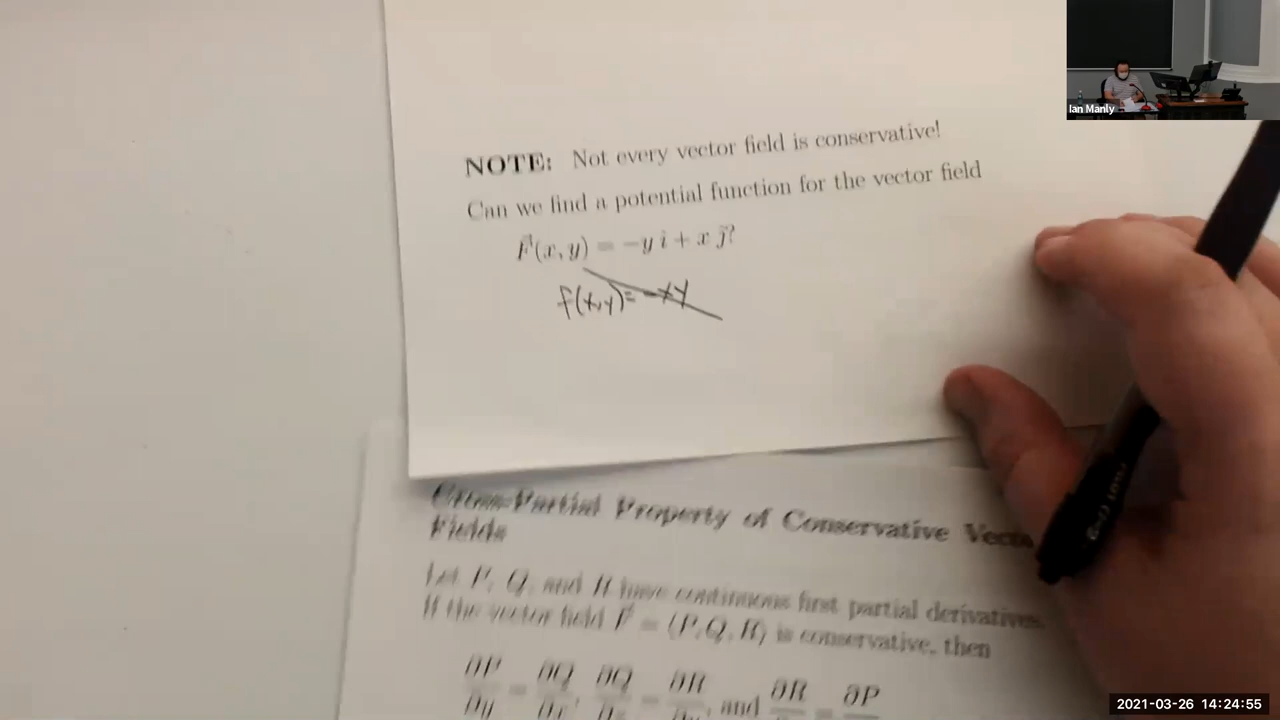 Ian Manly
NOTE: Not every vector field is conservative!
Can we find a potential function for the vector field
F⃗(x, y) = −y i + x j?
f(x,y)= -xy
Cross-Partial Property of Conservative
Fields
Let P, Q, and R have continuous first partial derivatives.
If the vector field F⃗ = ⟨P, Q, R⟩ is conservative, then
∂P ∂Q ∂Q ∂R ∂R ∂P
= , = , and =
2021-03-26 14:24:55